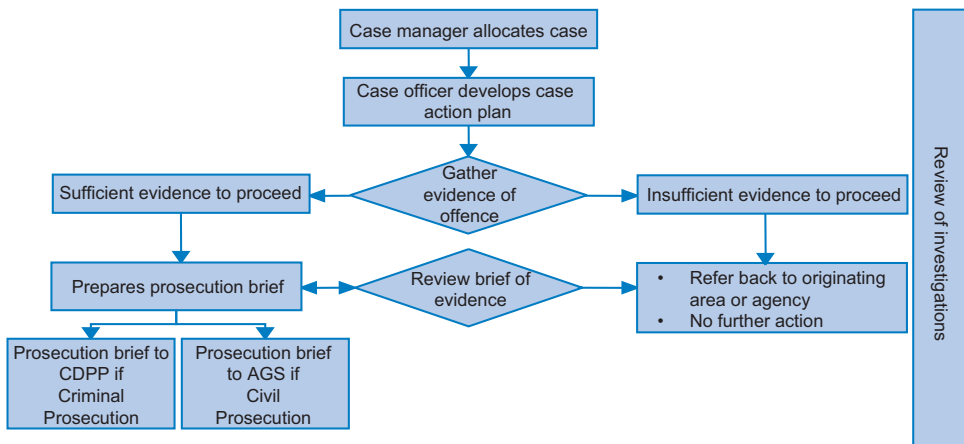 Case manager allocates case
Case officer develops case
action plan
Gather
evidence of
offence
Sufficient evidence to proceed
Insufficient evidence to proceed
Prepares prosecution brief
Review brief of
evidence
• Refer back to originating
area or agency
• No further action
Prosecution brief to
CDPP if
Criminal
Prosecution
Prosecution brief
to AGS if
Civil
Prosecution
Review of investigations